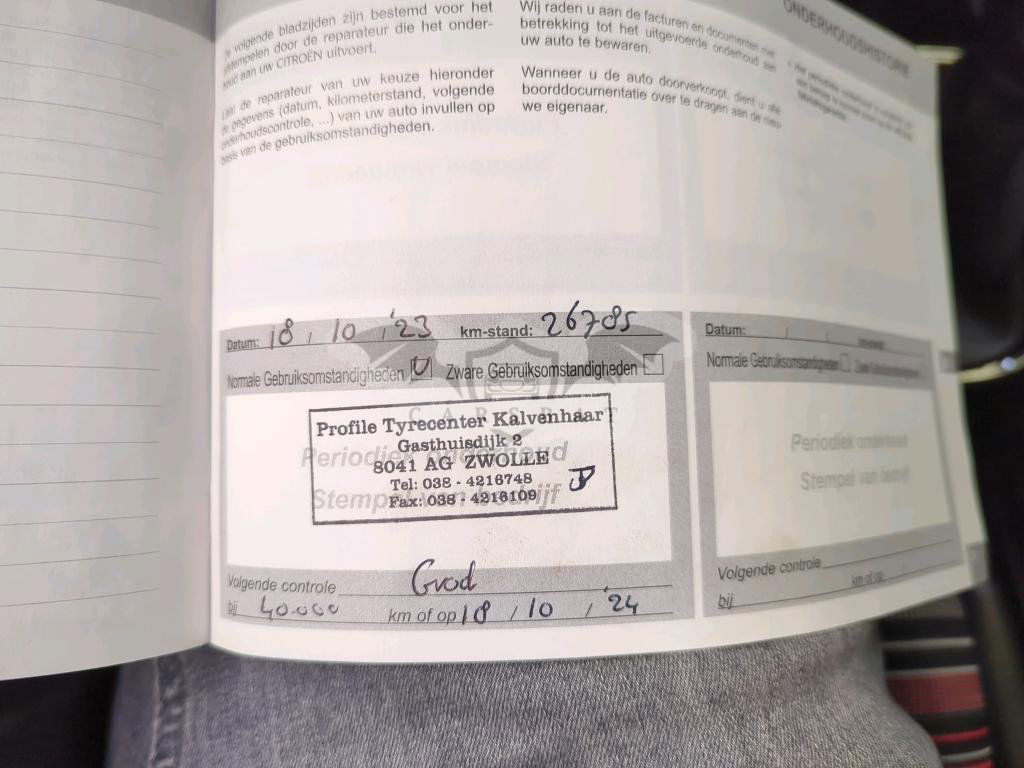 volgende bladzijden zijn bestemd voor het
afstempelen door de reparateur die het onder-
houd aan uw CITROËN uitvoert.
de reparateur van uw keuze hieronder
de gegevens (datum, kilometerstand, volgende
onderhoudscontrole, ...) van uw auto invullen op
basis van de gebruiksomstandigheden.
Wij raden u aan de facturen en documenten met
betrekking tot het uitgevoerde onderhoud aan
uw auto te bewaren.
Wanneer u de auto doorverkoopt, dient u alle
boorddocumentatie over te dragen aan de nieu-
we eigenaar.
ONDERHOUDSHISTORIE
Datum: 18 / 10 / '23 km-stand: 26785
Normale Gebruiksomstandigheden Zware Gebruiksomstandigheden
Periodiek onderhoud
Stempel van bedrijf
Profile Tyrecenter Kalvenhaar
Gasthuisdijk 2
8041 AG ZWOLLE
Tel: 038 - 4216748
Fax: 038 - 4216109
Volgende controle Grod
bij 40000 km of op 18 / 10 / '24
Datum: / /
Normale Gebruiksomstandigheden Zware Gebruiksomstandigheden
Periodiek onderhoud
Stempel van bedrijf
Volgende controle
bij km of op